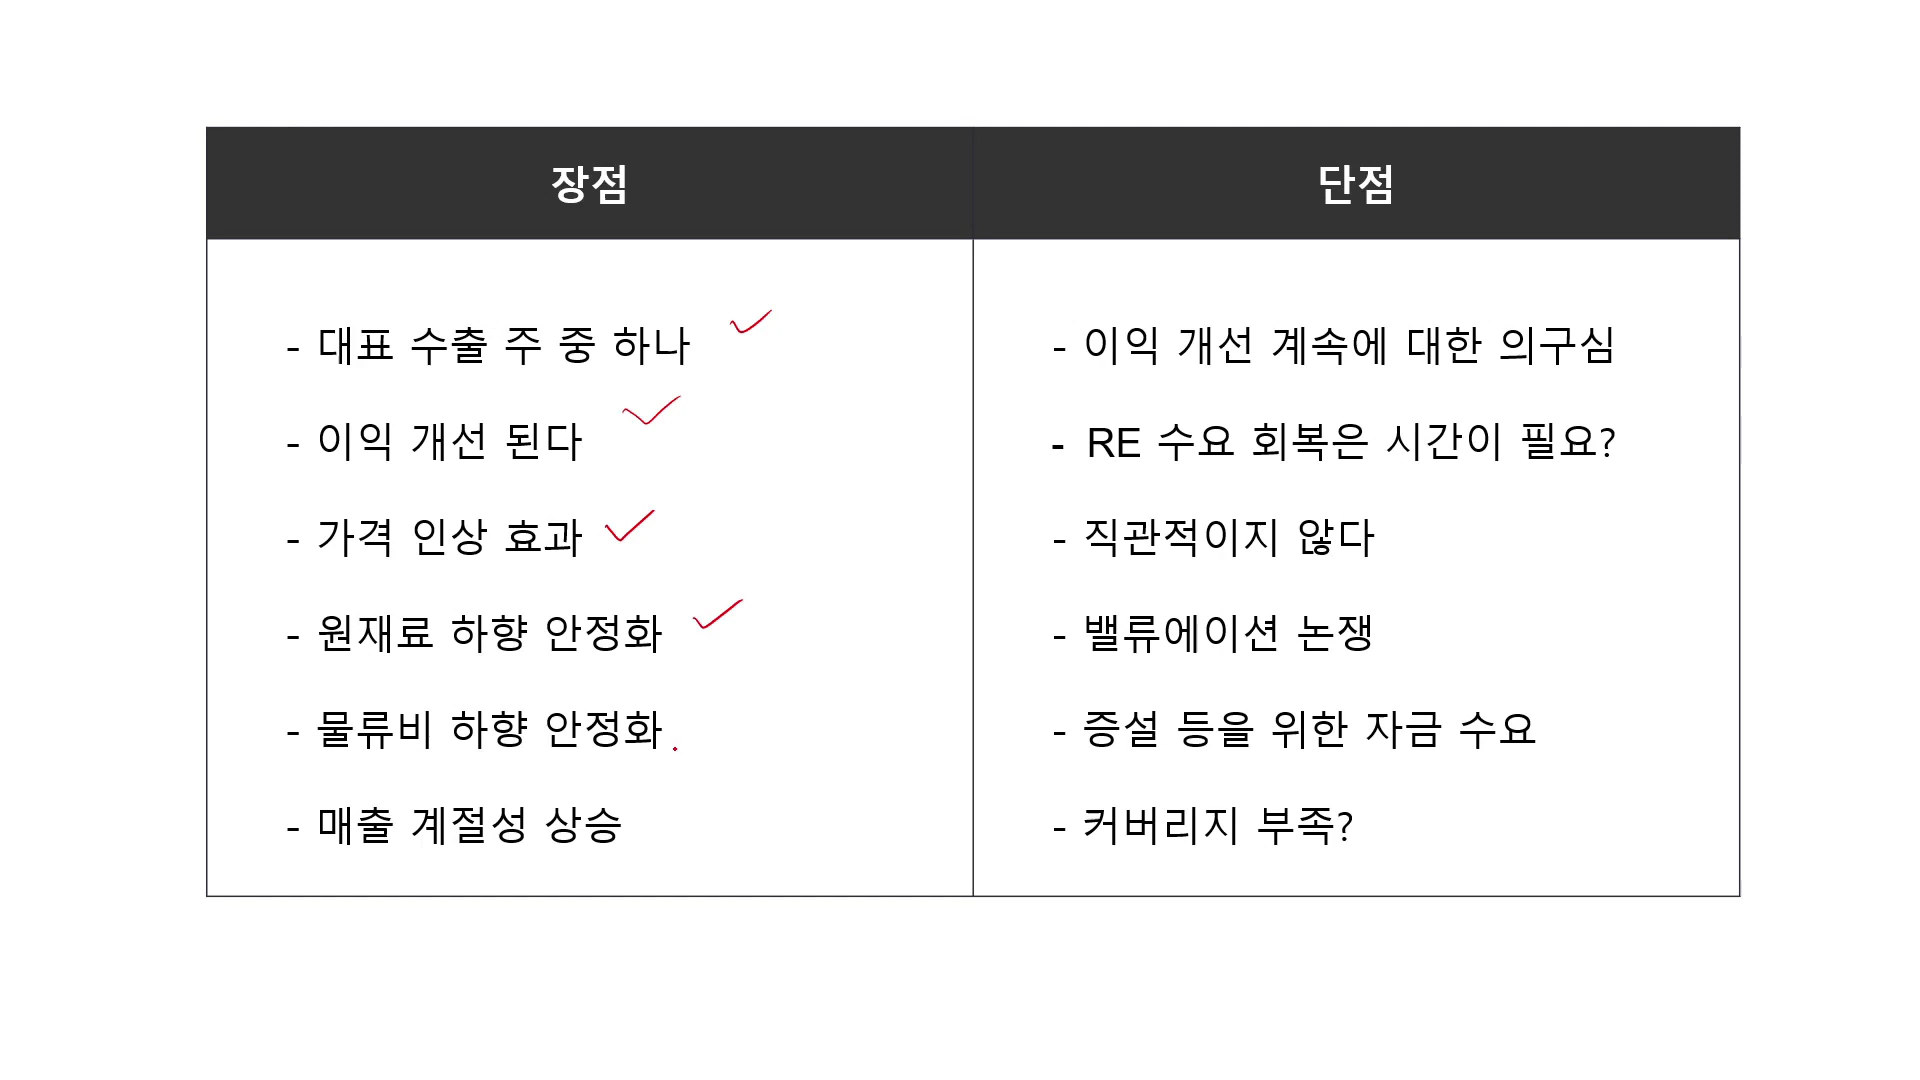 장점
단점
- 대표 수출 주 중 하나
- 이익 개선 된다
- 가격 인상 효과
- 원재료 하향 안정화
- 물류비 하향 안정화
- 매출 계절성 상승
- 이익 개선 계속에 대한 의구심
- RE 수요 회복은 시간이 필요?
- 직관적이지 않다
- 밸류에이션 논쟁
- 증설 등을 위한 자금 수요
- 커버리지 부족?